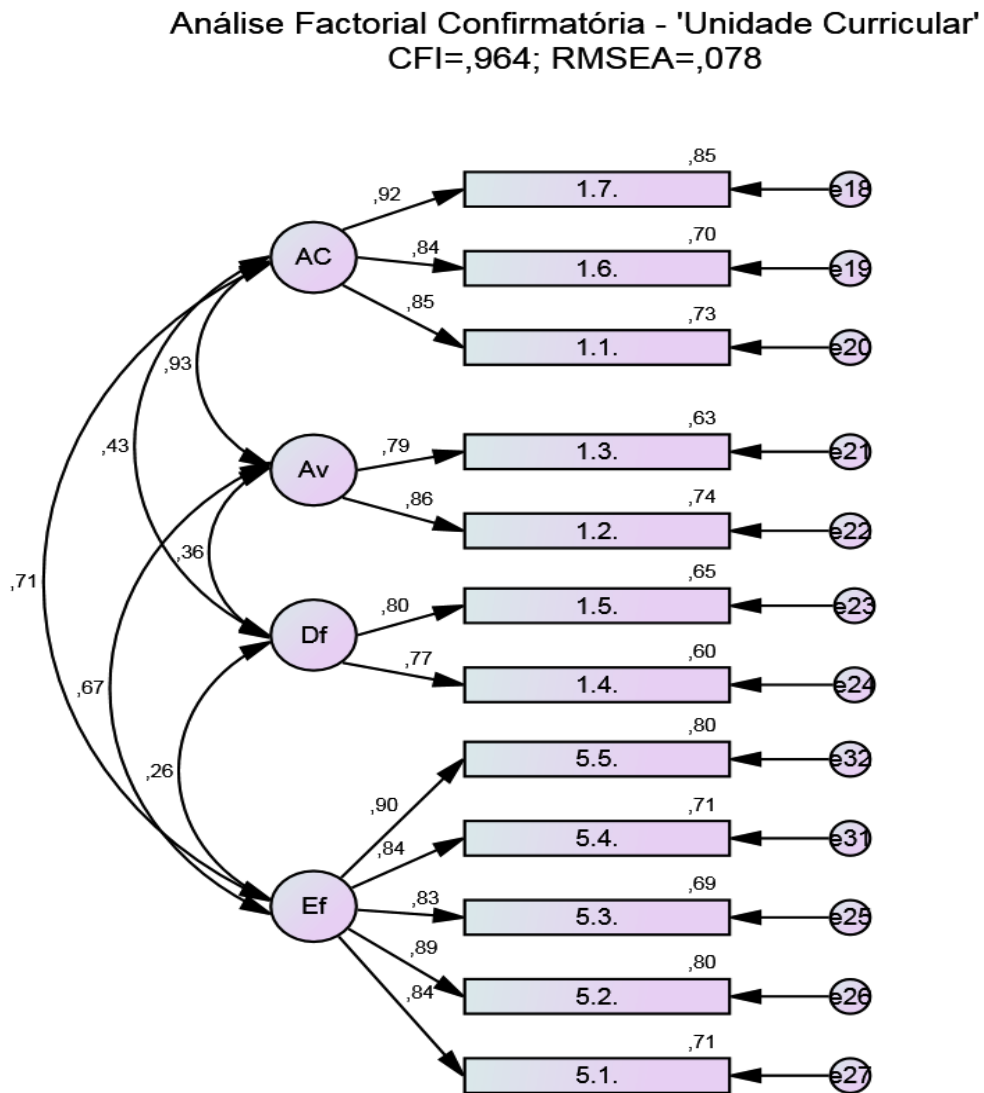 Análise Factorial Confirmatória - 'Unidade Curricular'
CFI=,964; RMSEA=,078
,85
,92
1.7.
e18
,70
AC
,84
1.6.
e19
,85
,73
1.1.
e20
,93
,63
,43
Av
,79
1.3.
e21
,86
,74
1.2.
e22
,36
,65
,71
Df
,80
1.5.
e23
,77
,60
1.4.
e24
,67
,80
,26
5.5.
e32
,90
,71
,84
5.4.
e31
,69
Ef
,83
5.3.
e25
,89
,80
,84
5.2.
e26
,71
5.1.
e27